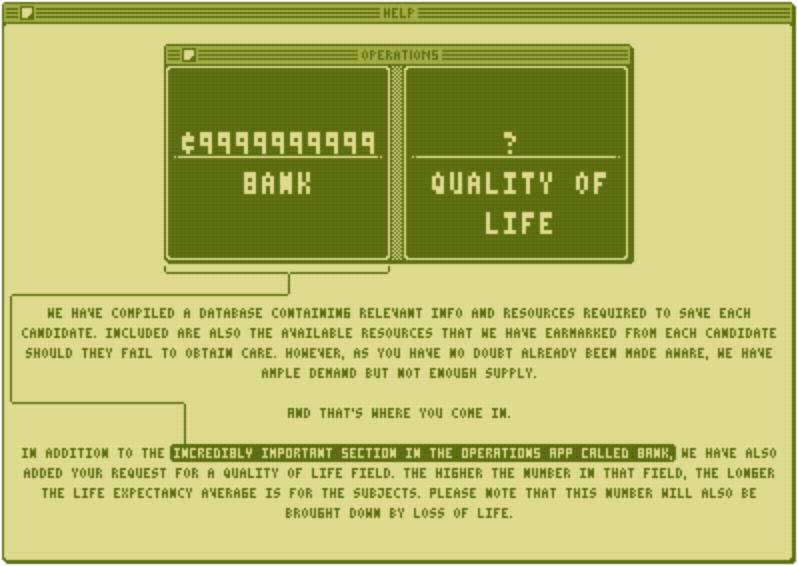 HELP
OPERATIONS
¢9999999999
?
BANK
QUALITY OF
LIFE
WE HAVE COMPILED A DATABASE CONTAINING RELEVANT INFO AND RESOURCES REQUIRED TO SAVE EACH
CANDIDATE. INCLUDED ARE ALSO THE AVAILABLE RESOURCES THAT WE HAVE EARMARKED FROM EACH CANDIDATE
SHOULD THEY FAIL TO OBTAIN CARE. HOWEVER, AS YOU HAVE NO DOUBT ALREADY BEEN MADE AWARE, WE HAVE
AMPLE DEMAND BUT NOT ENOUGH SUPPLY.
AND THAT'S WHERE YOU COME IN.
IN ADDITION TO THE INCREDIBLY IMPORTANT SECTION IN THE OPERATIONS APP CALLED BANK, WE HAVE ALSO
ADDED YOUR REQUEST FOR A QUALITY OF LIFE FIELD. THE HIGHER THE NUMBER IN THAT FIELD, THE LONGER
THE LIFE EXPECTANCY AVERAGE IS FOR THE SUBJECTS. PLEASE NOTE THAT THIS NUMBER WILL ALSO BE
BROUGHT DOWN BY LOSS OF LIFE.